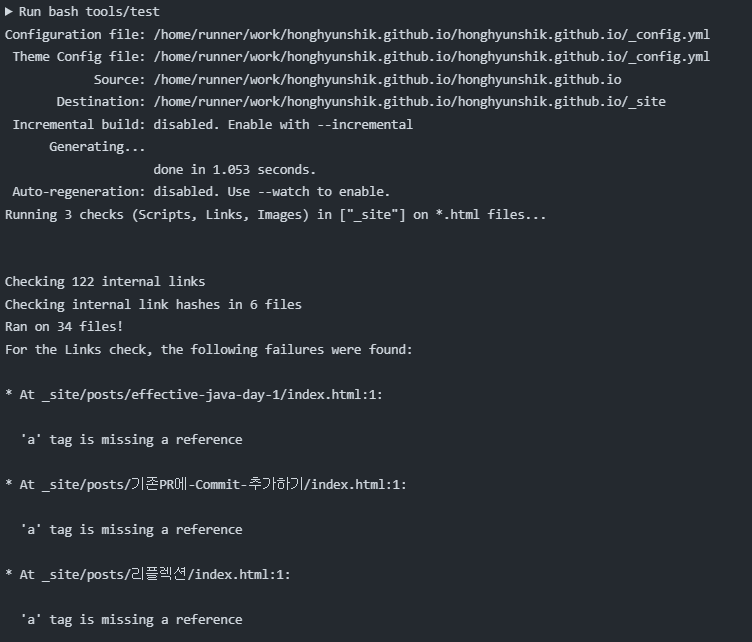 ▶ Run bash tools/test
Configuration file: /home/runner/work/honghyunshik.github.io/honghyunshik.github.io/_config.yml
Theme Config file: /home/runner/work/honghyunshik.github.io/honghyunshik.github.io/_config.yml
Source: /home/runner/work/honghyunshik.github.io/honghyunshik.github.io
Destination: /home/runner/work/honghyunshik.github.io/honghyunshik.github.io/_site
Incremental build: disabled. Enable with --incremental
Generating...
done in 1.053 seconds.
Auto-regeneration: disabled. Use --watch to enable.
Running 3 checks (Scripts, Links, Images) in ["_site"] on *.html files...
Checking 122 internal links
Checking internal link hashes in 6 files
Ran on 34 files!
For the Links check, the following failures were found:
* At _site/posts/effective-java-day-1/index.html:1:
'a' tag is missing a reference
* At _site/posts/기존PR에-Commit-추가하기/index.html:1:
'a' tag is missing a reference
* At _site/posts/리플렉션/index.html:1:
'a' tag is missing a reference